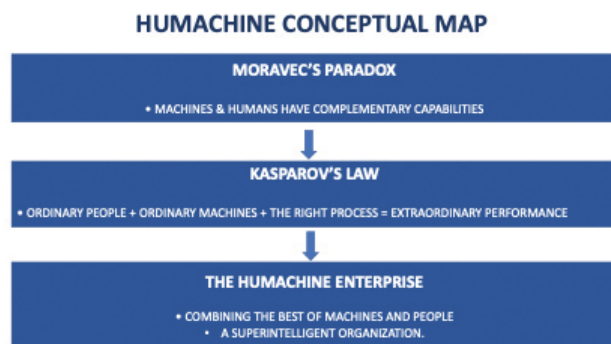 HUMACHINE CONCEPTUAL MAP
MORAVEC'S PARADOX
• MACHINES & HUMANS HAVE COMPLEMENTARY CAPABILITIES
KASPAROV'S LAW
• ORDINARY PEOPLE + ORDINARY MACHINES + THE RIGHT PROCESS = EXTRAORDINARY PERFORMANCE
THE HUMACHINE ENTERPRISE
• COMBINING THE BEST OF MACHINES AND PEOPLE
• A SUPERINTELLIGENT ORGANIZATION.